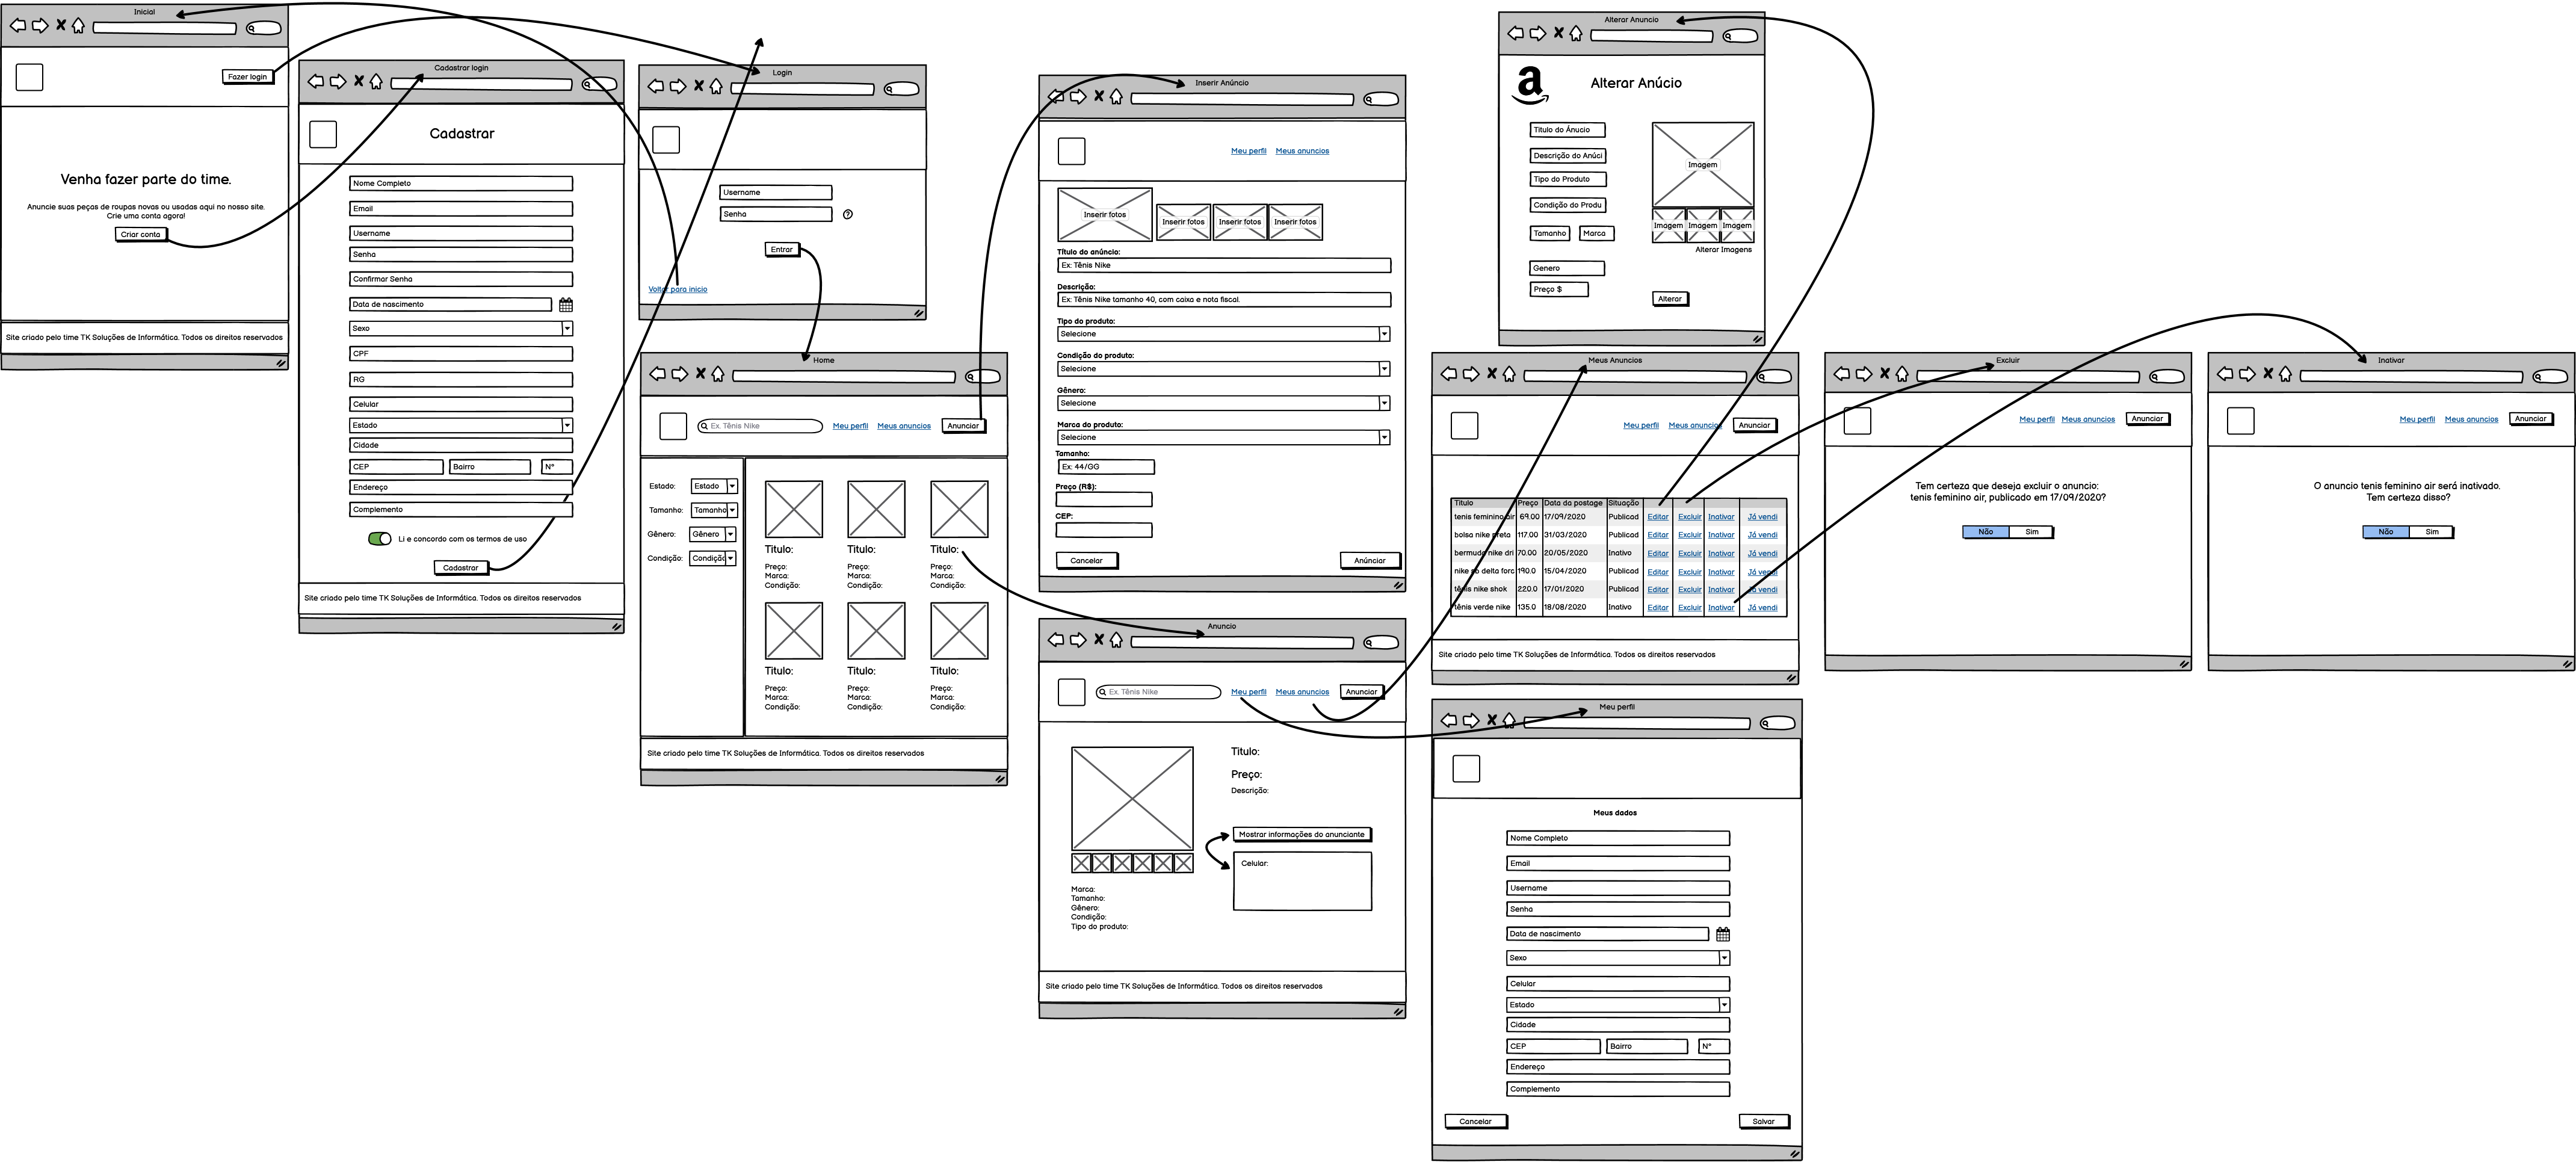 Inicial
Fazer login
Venha fazer parte do time.
Anuncie suas peças de roupas novas ou usadas aqui no nosso site.
Crie uma conta agora!
Criar conta
Site criado pelo time TK Soluções de Informática. Todos os direitos reservados
Cadastrar login
Cadastrar
Nome Completo
Email
Username
Senha
Confirmar Senha
Data de nascimento
Sexo
CPF
RG
Celular
Estado
Cidade
CEP Bairro N°
Endereço
Complemento
Li e concordo com os termos de uso
Cadastrar
Site criado pelo time TK Soluções de Informática. Todos os direitos reservados
Login
Username
Senha
?
Entrar
Voltar para inicio
Home
Ex. Tênis Nike Meu perfil Meus anuncios Anunciar
Estado: Estado
Tamanho: Tamanho
Gênero: Gênero
Condição: Condição
Titulo: Titulo: Titulo:
Preço: Preço: Preço:
Marca: Marca: Marca:
Condição: Condição: Condição:
Titulo: Titulo: Titulo:
Preço: Preço: Preço:
Marca: Marca: Marca:
Condição: Condição: Condição:
Site criado pelo time TK Soluções de Informática. Todos os direitos reservados
Inserir Anúncio
Meu perfil Meus anuncios
Inserir fotos Inserir fotos Inserir fotos Inserir fotos
Título do anúncio:
Ex: Tênis Nike
Descrição:
Ex: Tênis Nike tamanho 40, com caixa e nota fiscal.
Tipo do produto:
Selecione
Condição do produto:
Selecione
Gênero:
Selecione
Marca do produto:
Selecione
Tamanho:
Ex: 44/GG
Preço (R$):
CEP:
Cancelar Anúnciar
Anuncio
Ex. Tênis Nike Meu perfil Meus anuncios Anunciar
Titulo:
Preço:
Descrição:
Mostrar informações do anunciante
Celular:
Marca:
Tamanho:
Gênero:
Condição:
Tipo do produto:
Site criado pelo time TK Soluções de Informática. Todos os direitos reservados
Alterar Anuncio
a
Alterar Anúcio
Titulo do Ánucio
Descrição do Anúci
Tipo do Produto
Condição do Produ
Tamanho Marca
Genero
Preço $
Imagem
Imagem Imagem Imagem
Alterar Imagens
Alterar
Meus Anuncios
Meu perfil Meus anuncios Anunciar
Titulo Preço Data da postage Situação
tenis feminino air 69.00 17/09/2020 Publicad Editar Excluir Inativar Já vendi
bolsa nike preta 117.00 31/03/2020 Publicad Editar Excluir Inativar Já vendi
bermuda nike dri 70.00 20/05/2020 Inativo Editar Excluir Inativar Já vendi
nike sb delta forc 190.0 15/04/2020 Publicad Editar Excluir Inativar Já vendi
tênis nike shok 220.0 17/01/2020 Publicad Editar Excluir Inativar Já vendi
tênis verde nike 135.0 18/08/2020 Inativo Editar Excluir Inativar Já vendi
Site criado pelo time TK Soluções de Informática. Todos os direitos reservados
Meu perfil
Meus dados
Nome Completo
Email
Username
Senha
Data de nascimento
Sexo
Celular
Estado
Cidade
CEP Bairro N°
Endereço
Complemento
Cancelar Salvar
Excluir
Meu perfil Meus anuncios Anunciar
Tem certeza que deseja excluir o anuncio:
tenis feminino air, publicado em 17/09/2020?
Não Sim
Inativar
Meu perfil Meus anuncios Anunciar
O anuncio tenis feminino air será inativado.
Tem certeza disso?
Não Sim